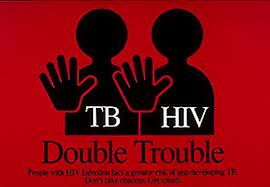 TB HIV
Double Trouble
People with HIV Infection face a greater risk of also developing TB.
Don't take chances. Get tested.